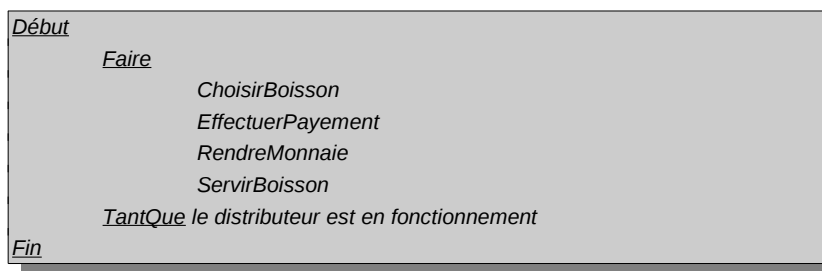 Début
Faire
ChoisirBoisson
EffectuerPayement
RendreMonnaie
ServirBoisson
TantQue le distributeur est en fonctionnement
Fin